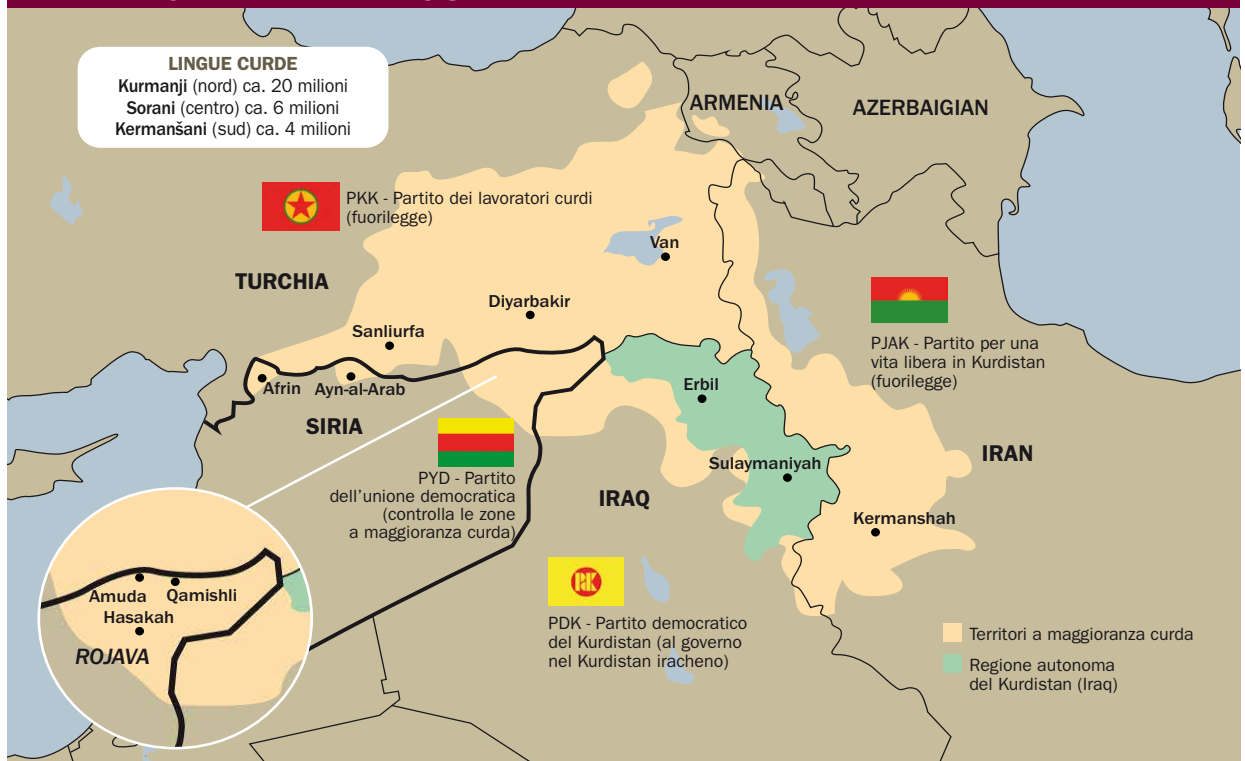 LINGUE CURDE
Kurmanji (nord) ca. 20 milioni
Sorani (centro) ca. 6 milioni
Kermanšani (sud) ca. 4 milioni
ARMENIA
AZERBAIGIAN
PKK - Partito dei lavoratori curdi
(fuorilegge)
Van
TURCHIA
Diyarbakir
Sanliurfa
PJAK - Partito per una
vita libera in Kurdistan
(fuorilegge)
Afrin
Ayn-al-Arab
Erbil
SIRIA
IRAN
Sulaymaniyah
PYD - Partito
dell'unione democratica
(controlla le zone
a maggioranza curda)
IRAQ
Kermanshah
Amuda
Qamishli
Hasakah
ROJAVA
PDK - Partito democratico
del Kurdistan (al governo
nel Kurdistan iracheno)
Territori a maggioranza curda
Regione autonoma
del Kurdistan (Iraq)